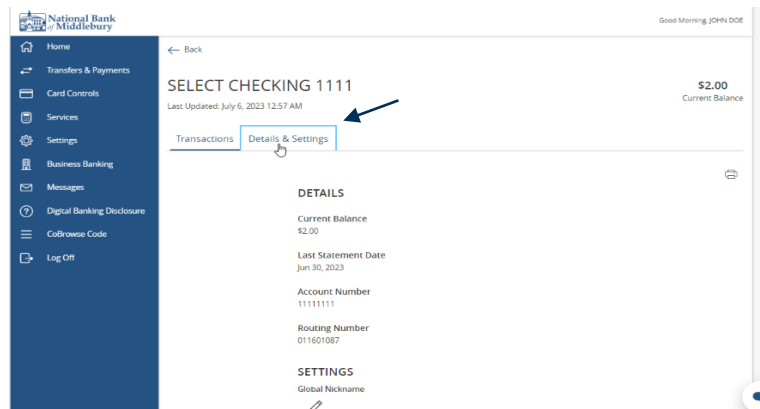 National Bank
of Middlebury
Good Morning, JOHN DOE
Home
Transfers & Payments
Card Controls
Services
Settings
Business Banking
Messages
Digital Banking Disclosure
CoBrowse Code
Log Off
← Back
SELECT CHECKING 1111
Last Updated: July 6, 2023 12:57 AM
$2.00
Current Balance
Transactions Details & Settings
DETAILS
Current Balance
$2.00
Last Statement Date
Jun 30, 2023
Account Number
11111111
Routing Number
011601087
SETTINGS
Global Nickname